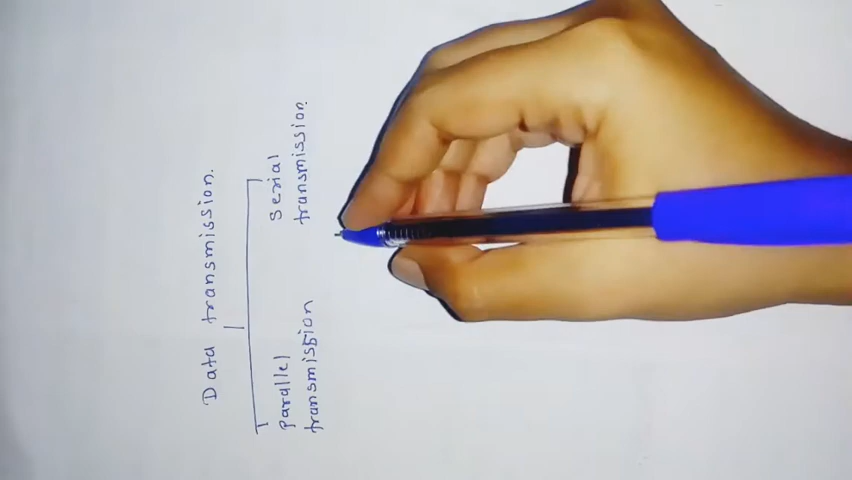 Data transmission.
Parallel
transmission
Serial
transmission.